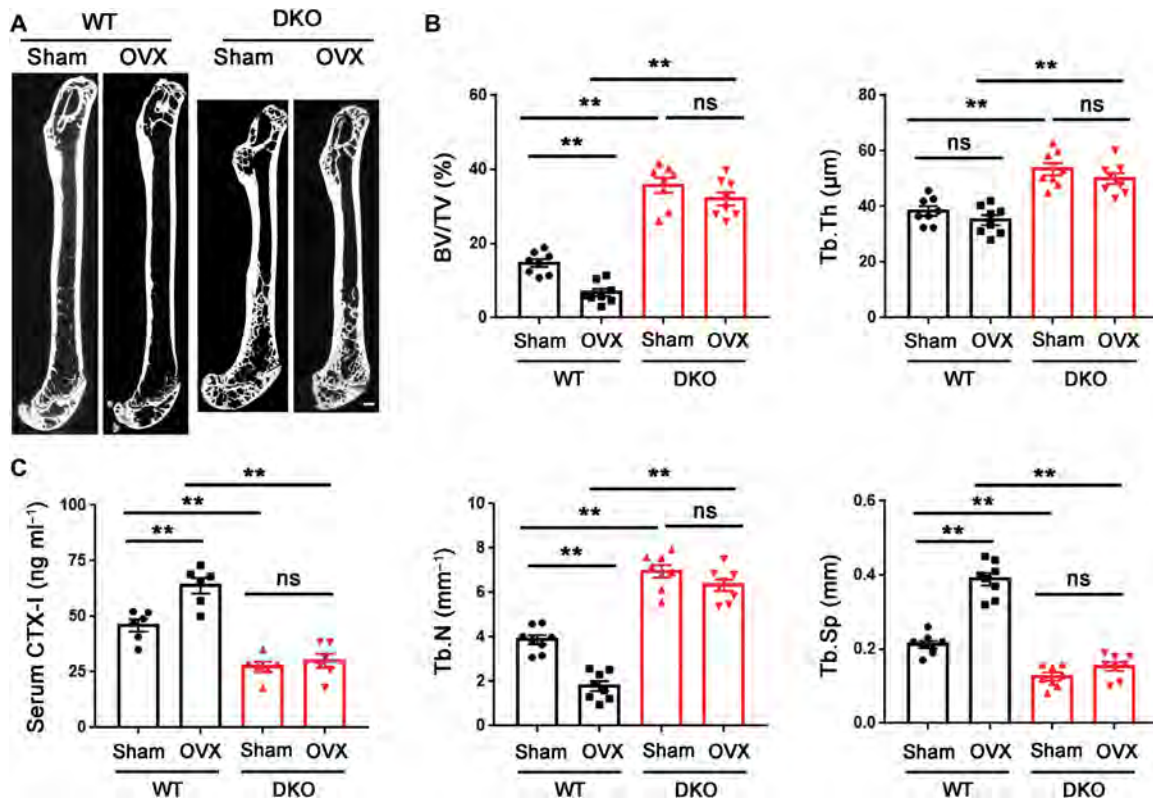 A
WT
DKO
Sham OVX
Sham OVX
B
**
** ns
**
60
40
20
0
BV/TV (%)
Sham OVX Sham OVX
WT DKO
**
** ns
ns
80
60
40
20
0
Tb.Th (µm)
Sham OVX Sham OVX
WT DKO
C
**
**
**
ns
100
75
50
25
0
Serum CTX-I (ng ml⁻¹)
Sham OVX Sham OVX
WT DKO
**
** ns
**
10
8
6
4
2
0
Tb.N (mm⁻¹)
Sham OVX Sham OVX
WT DKO
**
**
**
ns
0.6
0.4
0.2
0.0
Tb.Sp (mm)
Sham OVX Sham OVX
WT DKO